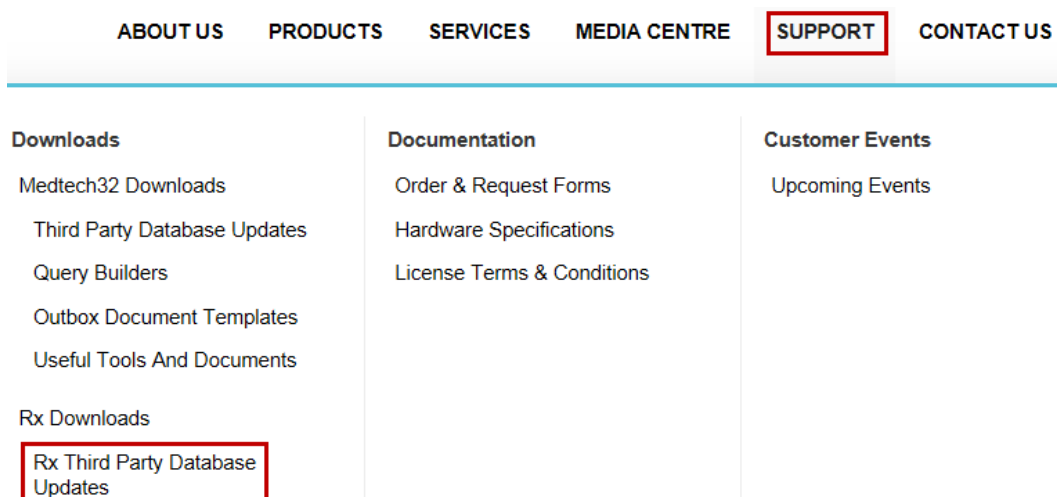 ABOUT US PRODUCTS SERVICES MEDIA CENTRE SUPPORT CONTACT US
Downloads
Medtech32 Downloads
Third Party Database Updates
Query Builders
Outbox Document Templates
Useful Tools And Documents
Rx Downloads
Rx Third Party Database
Updates
Documentation
Order & Request Forms
Hardware Specifications
License Terms & Conditions
Customer Events
Upcoming Events